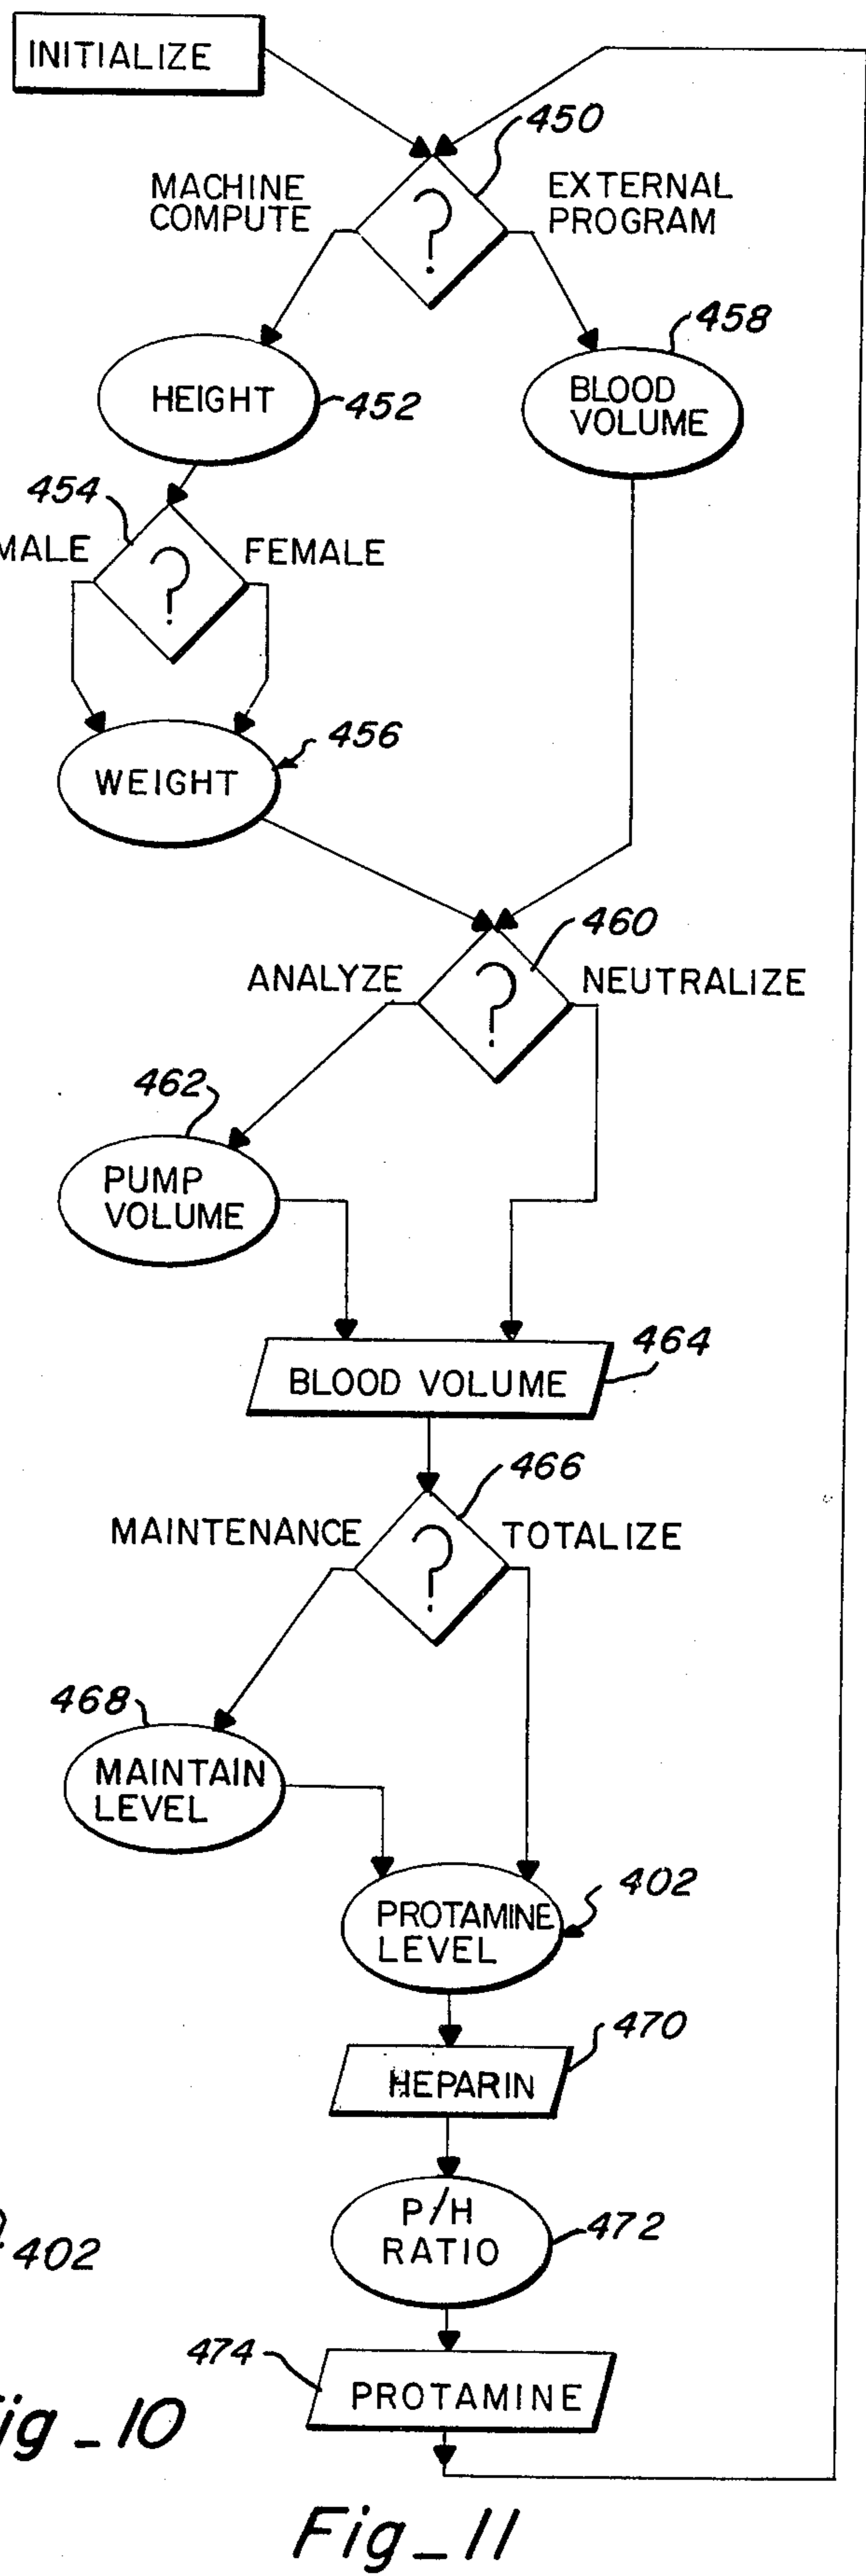 INITIALIZE
450
MACHINE
COMPUTE
EXTERNAL
PROGRAM
?
458
HEIGHT
452
BLOOD
VOLUME
454
MALE
FEMALE
?
456
WEIGHT
460
ANALYZE
NEUTRALIZE
?
462
PUMP
VOLUME
464
BLOOD VOLUME
466
MAINTENANCE
TOTALIZE
?
468
MAINTAIN
LEVEL
402
PROTAMINE
LEVEL
470
HEPARIN
P/H
RATIO
472
402
474
PROTAMINE
ig_10
Fig_11